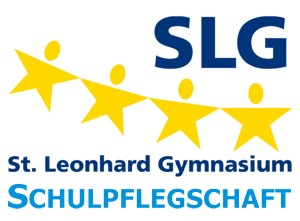 SLG
St. Leonhard Gymnasium
SCHULPFLEGSCHAFT